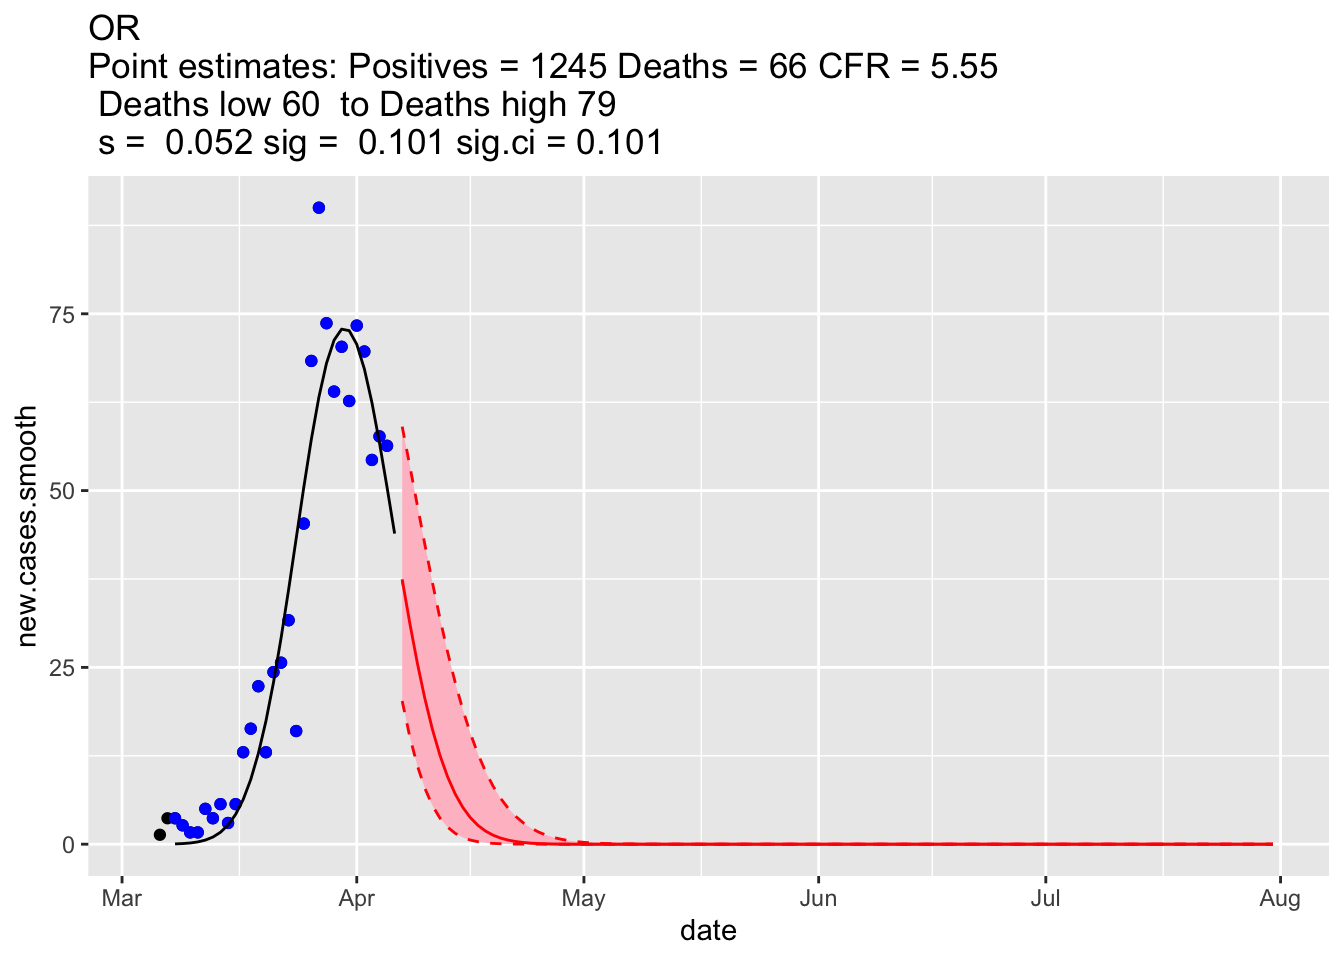 OR
Point estimates: Positives = 1245 Deaths = 66 CFR = 5.55
Deaths low 60  to Deaths high 79
s =  0.052 sig =  0.101 sig.ci = 0.101
75
50
25
0
new.cases.smooth
Mar Apr May Jun Jul Aug
date